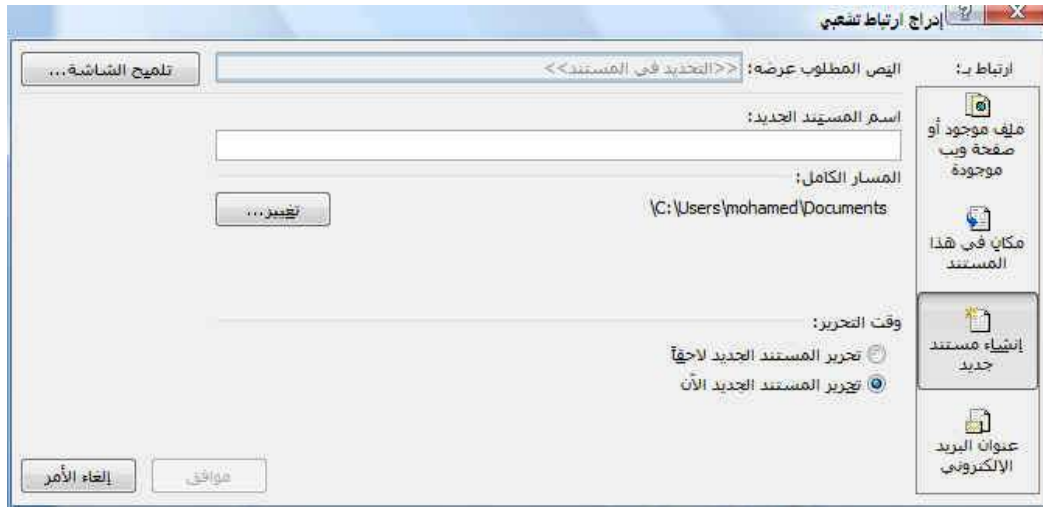 إدراج ارتباط تشعبي
ارتباط بـ:
النص المطلوب عرضه: <<التحديد في المستند>>
تلميح الشاشة...
ملف موجود أو
صفحة ويب
موجودة
مكان في هذا
المستند
إنشاء مستند
جديد
عنوان البريد
الإلكتروني
اسم المستند الجديد:
المسار الكامل:
\C:\Users\mohamed\Documents
تغيير...
وقت التحرير:
تحرير المستند الجديد لاحقاً
تحرير المستند الجديد الآن
موافق
إلغاء الأمر